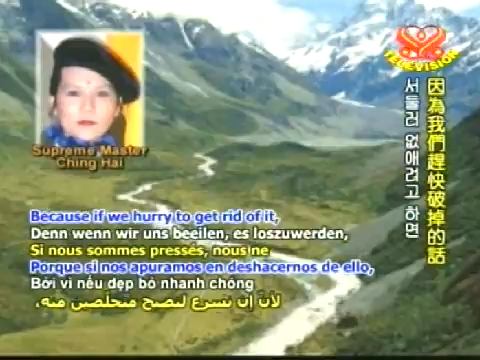 TELEVISION
Supreme Master
Ching Hai
因為我們趕快破掉的話
서둘러 없애려고 하면
Because if we hurry to get rid of it,
Denn wenn wir uns beeilen, es loszuwerden,
Si nous sommes pressés, nous ne
Porque si nos apuramos en deshacernos de ello,
Bởi vì nếu dẹp bỏ nhanh chóng
لأن إن نسرع ليصبح متخلصين منه،